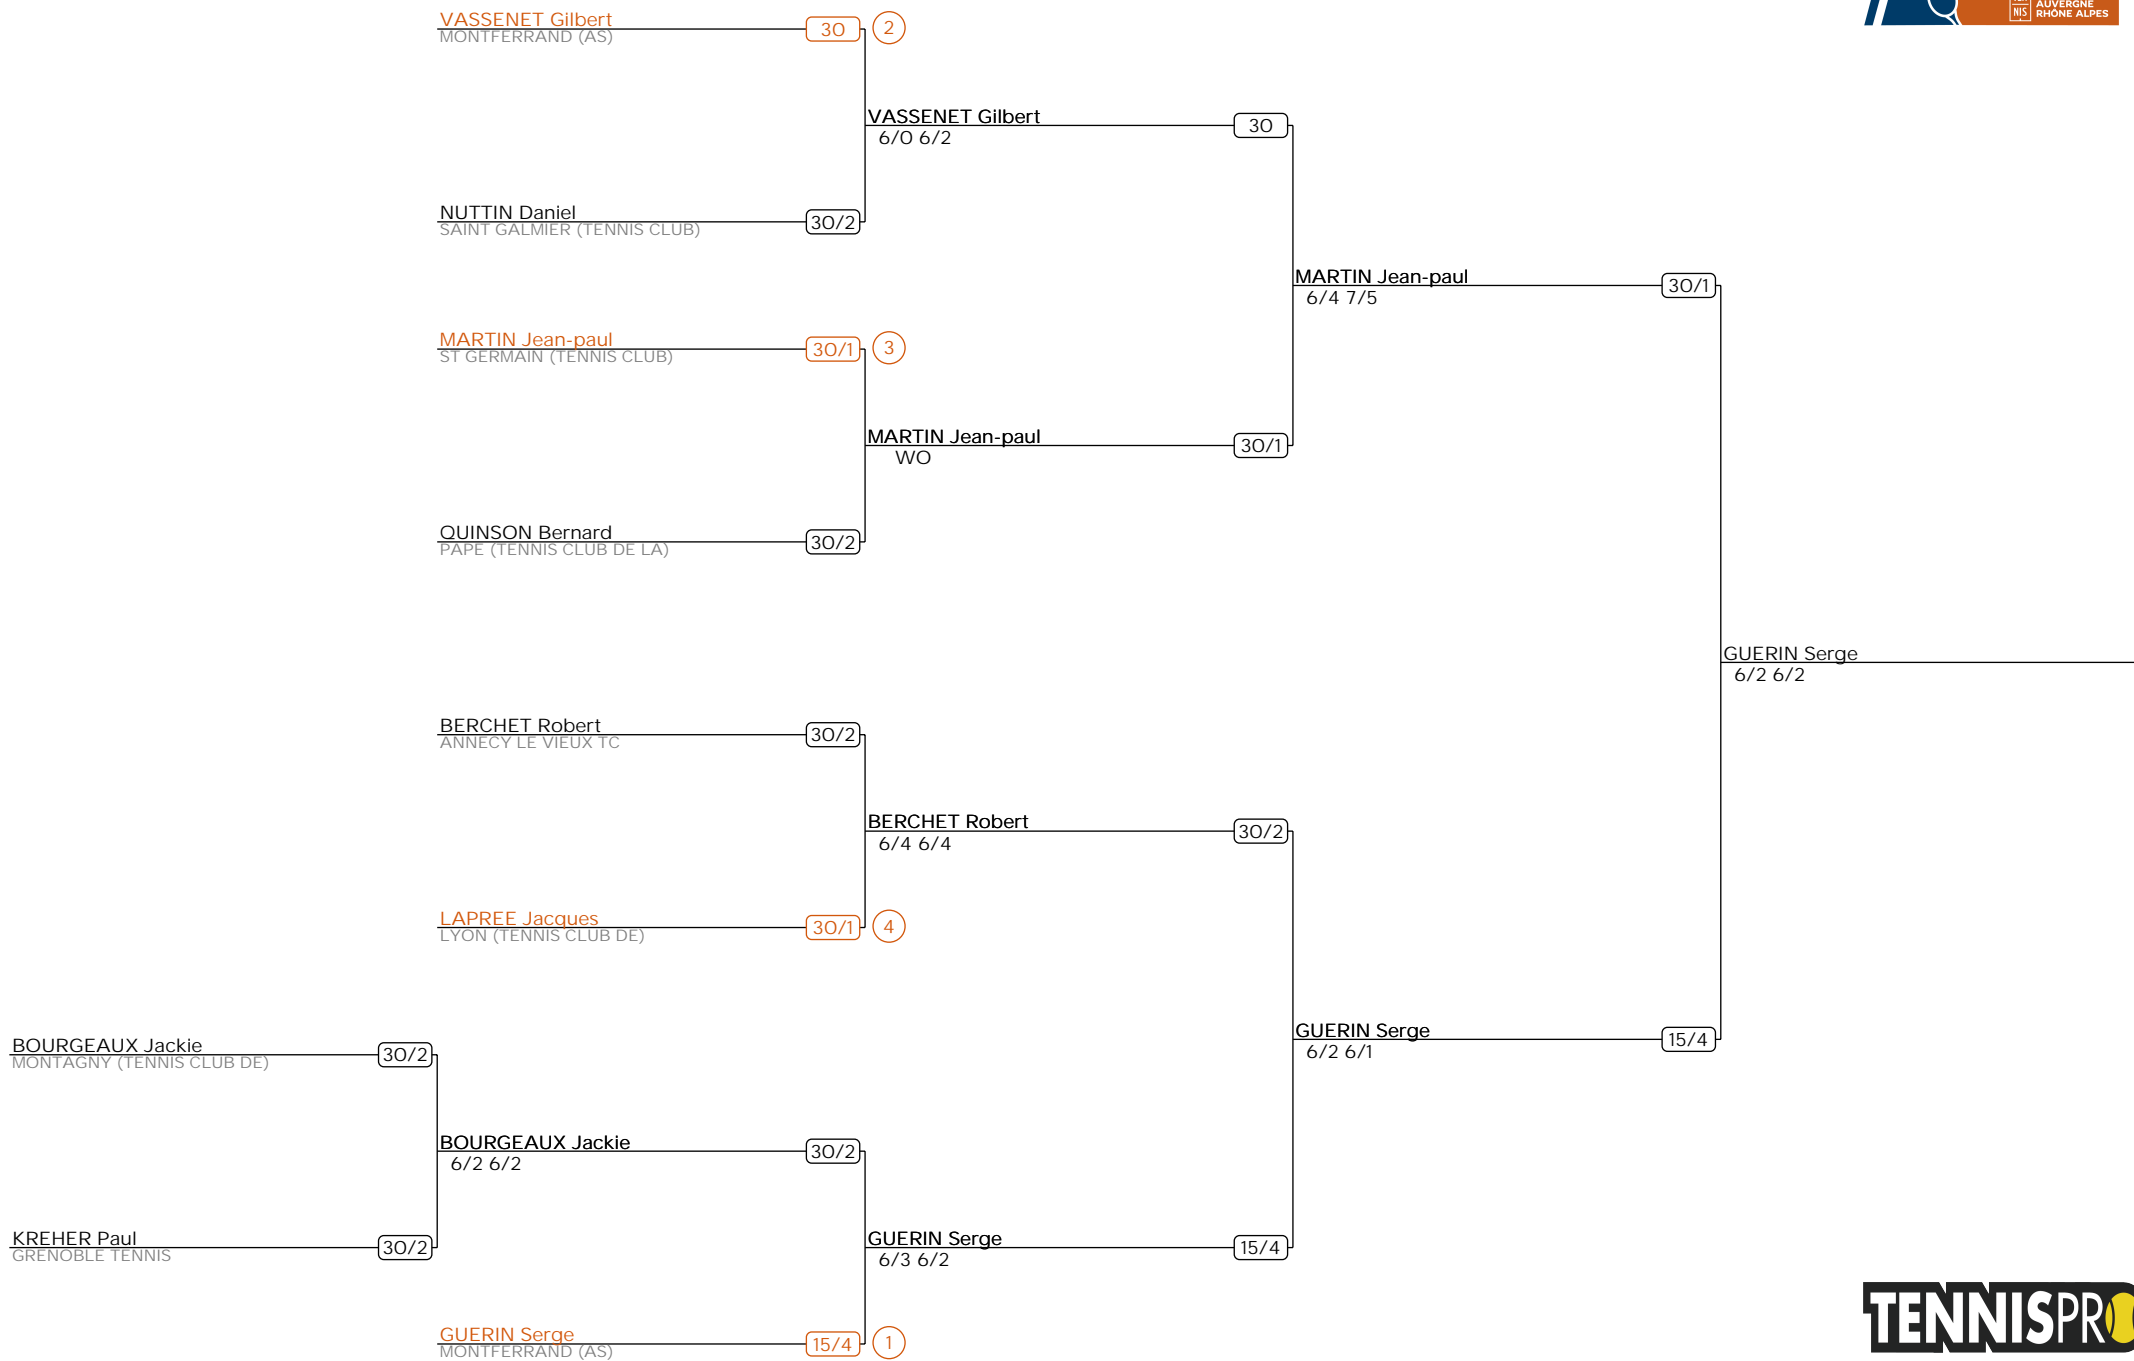 AUVERGNE
NIS
RHÔNE ALPES
VASSENET Gilbert
30
2
MONTFERRAND (AS)
VASSENET Gilbert
30
6/0 6/2
NUTTIN Daniel
30/2
SAINT GALMIER (TENNIS CLUB)
MARTIN Jean-paul
30/1
6/4 7/5
MARTIN Jean-paul
30/1
3
ST GERMAIN (TENNIS CLUB)
MARTIN Jean-paul
30/1
WO
QUINSON Bernard
30/2
PAPE (TENNIS CLUB DE LA)
GUERIN Serge
6/2 6/2
BERCHET Robert
30/2
ANNECY LE VIEUX TC
BERCHET Robert
30/2
6/4 6/4
LAPREE Jacques
30/1
4
LYON (TENNIS CLUB DE)
GUERIN Serge
15/4
6/2 6/1
BOURGEAUX Jackie
30/2
MONTAGNY (TENNIS CLUB DE)
BOURGEAUX Jackie
30/2
6/2 6/2
KREHER Paul
30/2
GRENOBLE TENNIS
GUERIN Serge
15/4
6/3 6/2
GUERIN Serge
15/4
1
MONTFERRAND (AS)
TENNISPRO